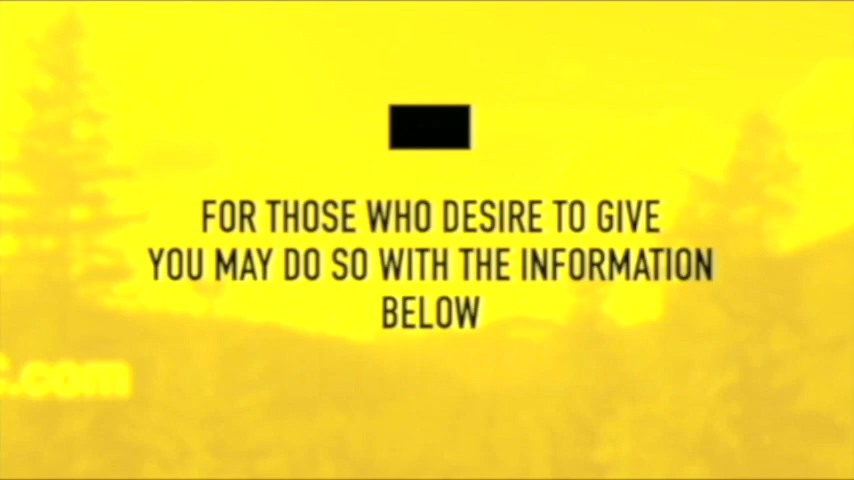 FOR THOSE WHO DESIRE TO GIVE
YOU MAY DO SO WITH THE INFORMATION
BELOW
.com